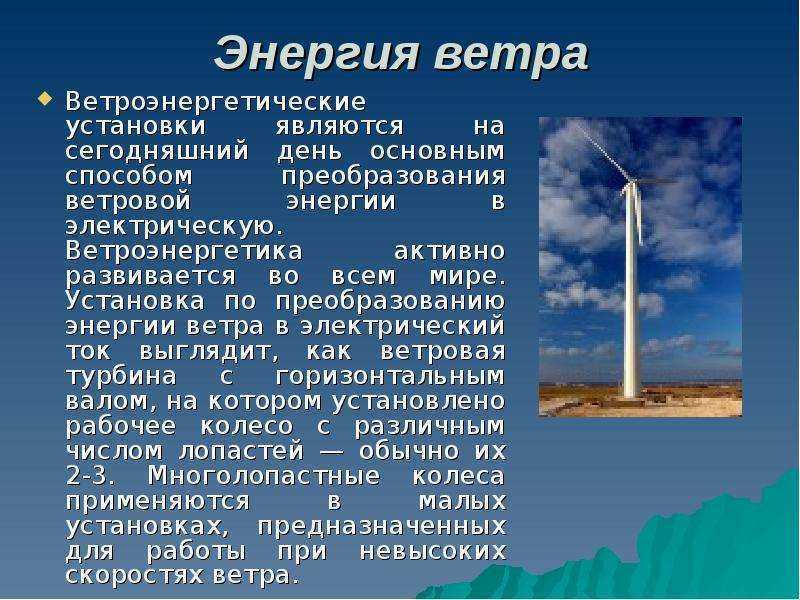 Энергия ветра
Ветроэнергетические
установки являются на
сегодняшний день основным
способом преобразования
ветровой энергии в
электрическую.
Ветроэнергетика активно
развивается во всем мире.
Установка по преобразованию
энергии ветра в электрический
ток выглядит, как ветровая
турбина с горизонтальным
валом, на котором установлено
рабочее колесо с различным
числом лопастей — обычно их
2-3. Многолопастные колеса
применяются в малых
установках, предназначенных
для работы при невысоких
скоростях ветра.